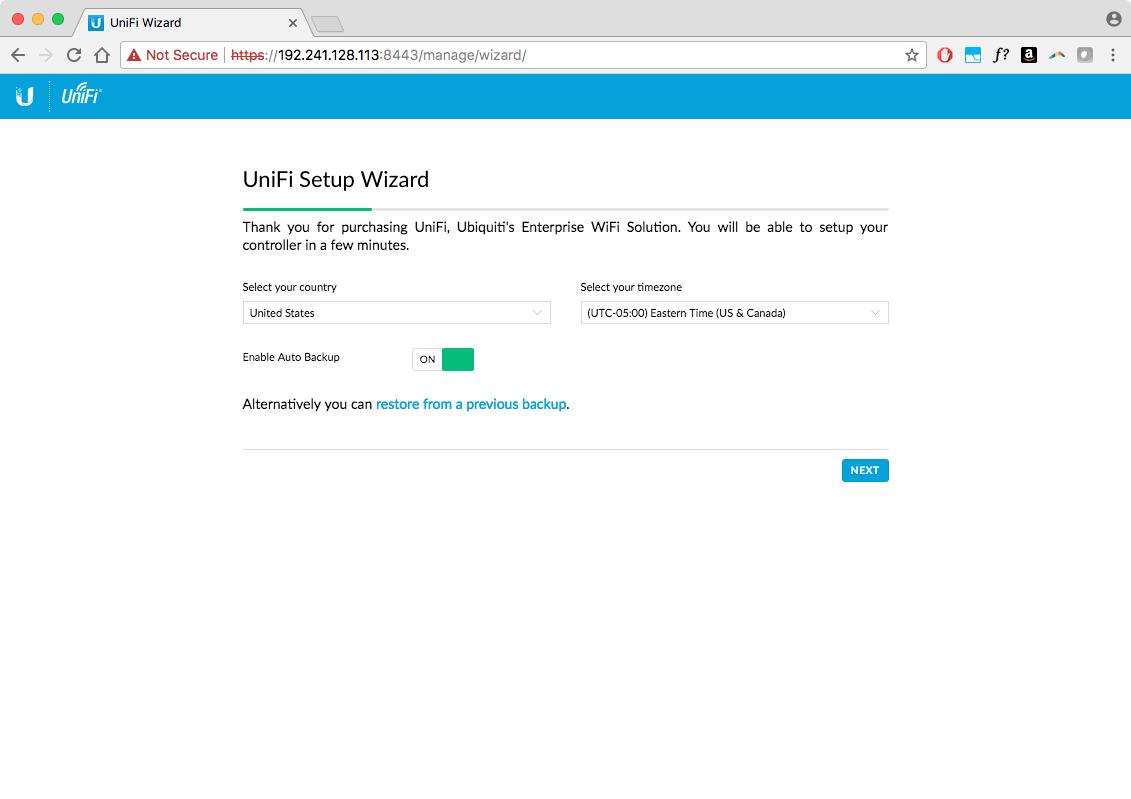 UniFi Wizard
Not Secure https://192.241.128.113:8443/manage/wizard/
f?
a
U UniFi
UniFi Setup Wizard
Thank you for purchasing UniFi, Ubiquiti's Enterprise WiFi Solution. You will be able to setup your
controller in a few minutes.
Select your country Select your timezone
United States (UTC-05:00) Eastern Time (US & Canada)
Enable Auto Backup ON
Alternatively you can restore from a previous backup.
NEXT